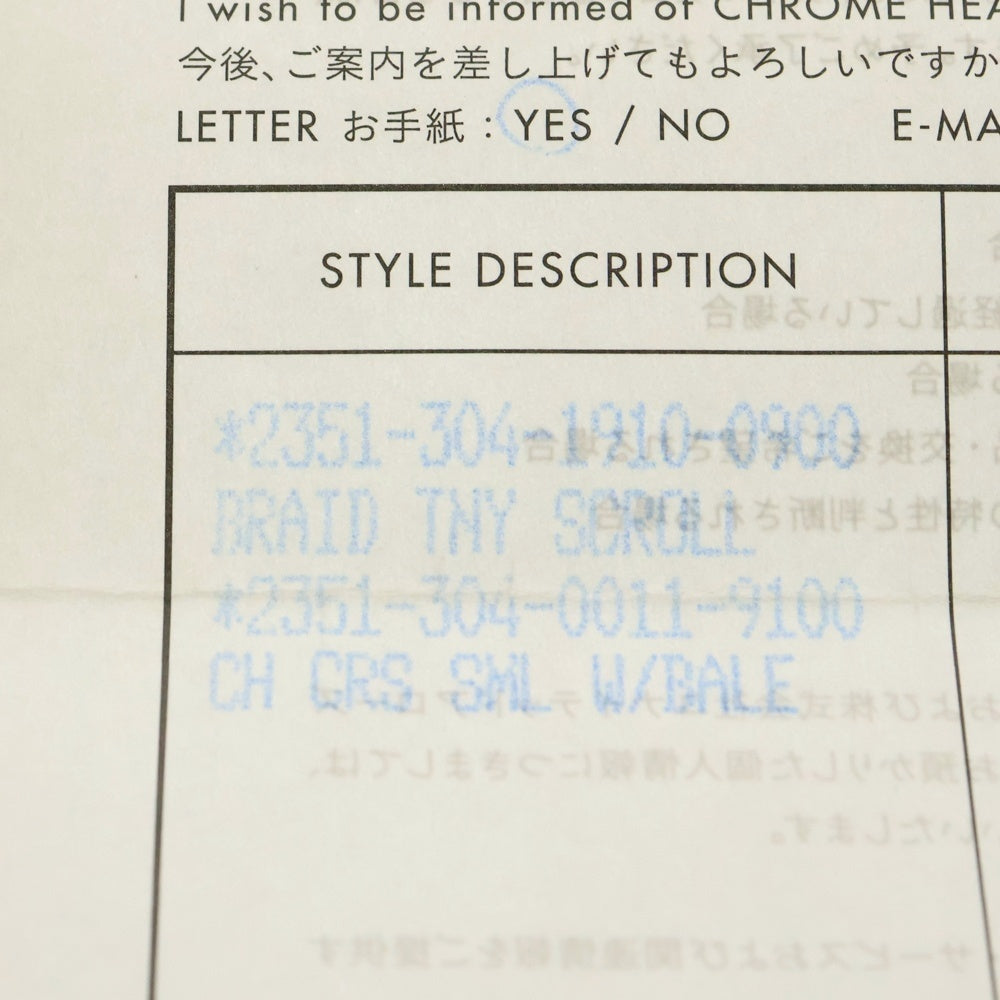 I wish to be informed of CHROME HEA
今後、ご案内を差し上げてもよろしいですか
LETTER お手紙 : YES / NO E-MA
STYLE DESCRIPTION
*2351-304-1910-0900
BRAID TNY SCROLL
*2351-304-0011-9100
CH CRS SML W/BALE